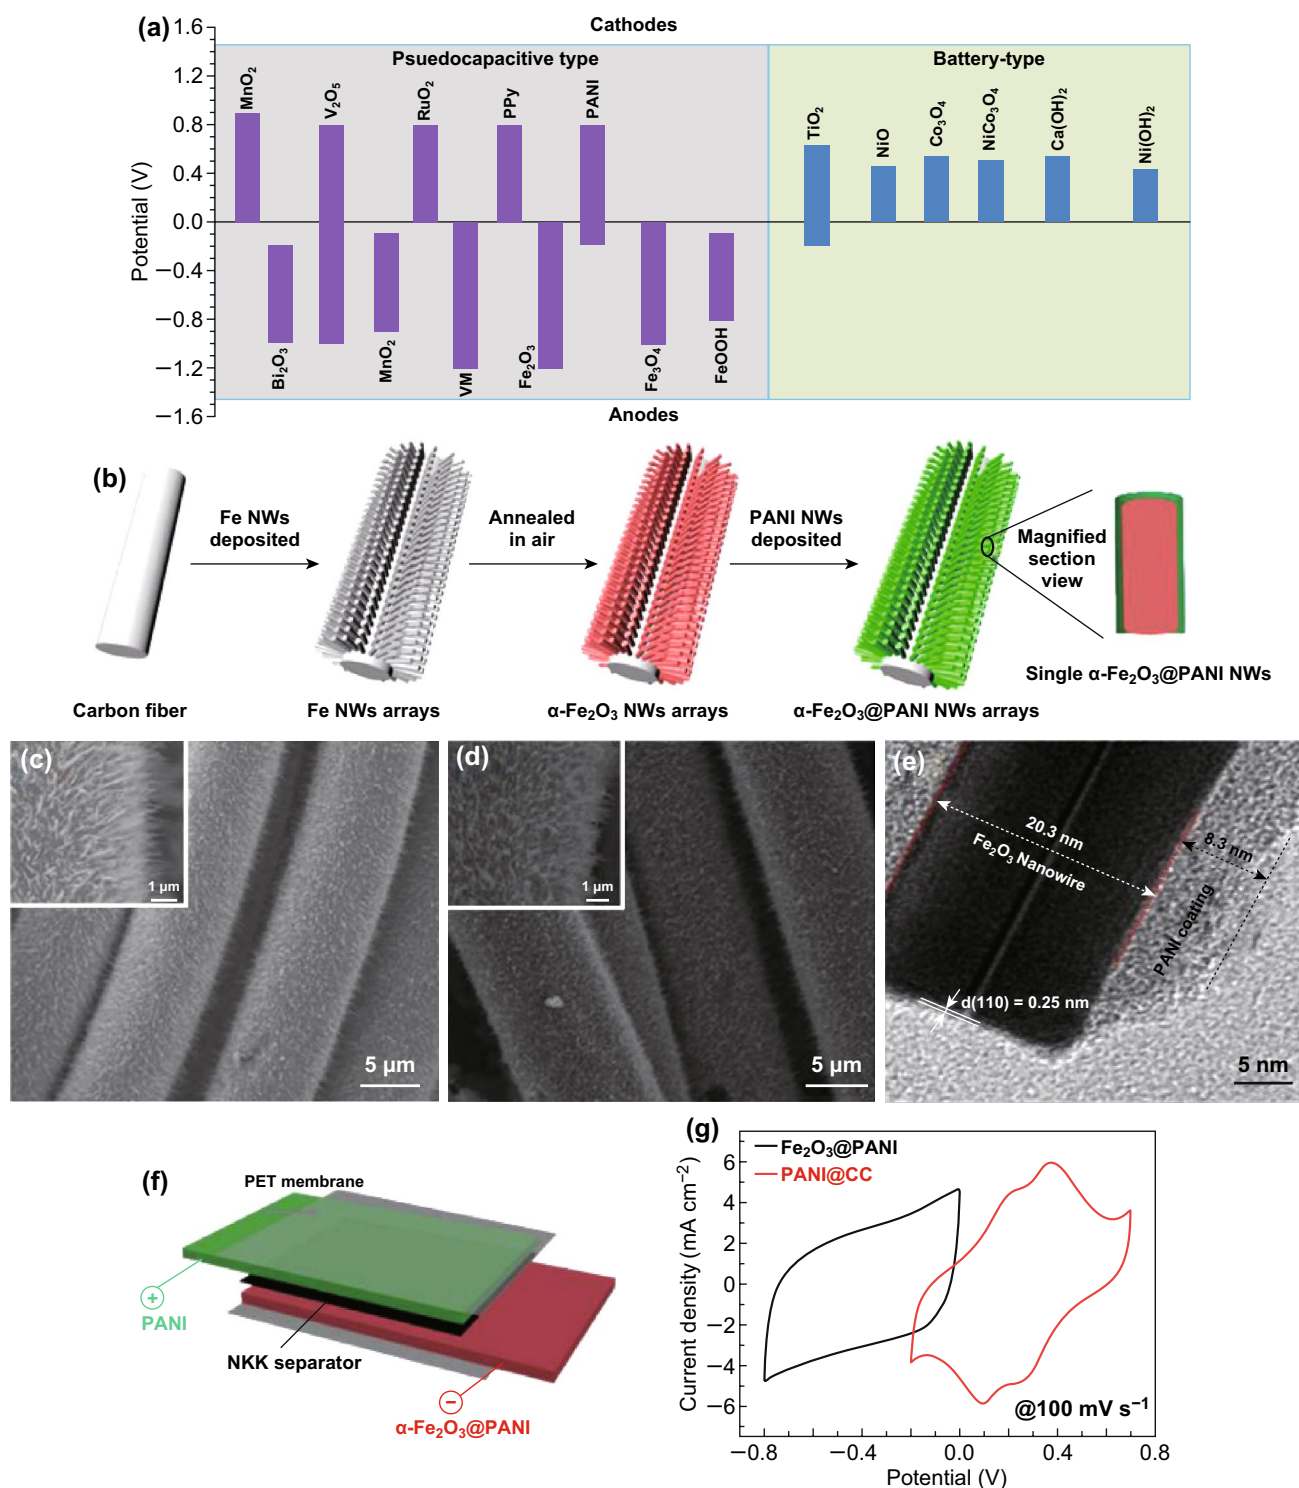 (a)
Cathodes
1.6
1.2
0.8
0.4
0.0
−0.4
−0.8
−1.2
−1.6
Potential (V)
Psuedocapacitive type
Battery-type
MnO₂
V₂O₅
RuO₂
PPy
PANI
TiO₂
NiO
Co₃O₄
NiCo₃O₄
Ca(OH)₂
Ni(OH)₂
Bi₂O₃
MnO₂
VM
Fe₂O₃
Fe₃O₄
FeOOH
Anodes
(b)
Fe NWs
deposited
Annealed
in air
PANI NWs
deposited
Magnified
section
view
Single α-Fe₂O₃@PANI NWs
Carbon fiber
Fe NWs arrays
α-Fe₂O₃ NWs arrays
α-Fe₂O₃@PANI NWs arrays
(c)
1 µm
5 µm
(d)
1 µm
5 µm
(e)
20.3 nm
Fe₂O₃ Nanowire
8.3 nm
PANI coating
d(110) = 0.25 nm
5 nm
(f)
PET membrane
+
PANI
NKK separator
−
α-Fe₂O₃@PANI
(g)
Fe₂O₃@PANI
PANI@CC
6
4
2
0
−2
−4
−6
Current density (mA cm⁻²)
@100 mV s⁻¹
−0.8
−0.4
0.0
0.4
0.8
Potential (V)